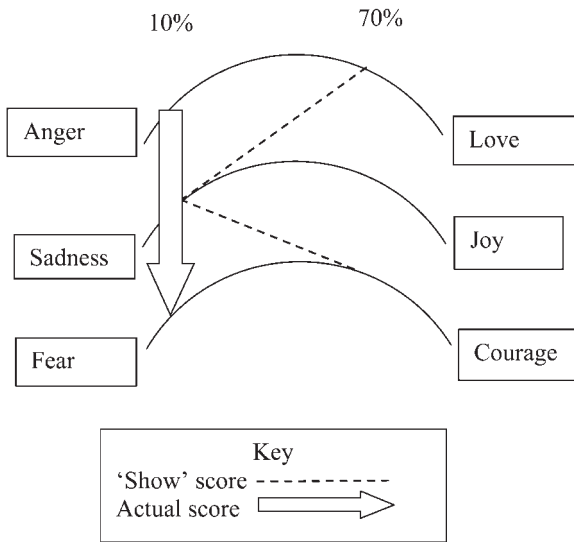 10% 70%
Anger
Love
Sadness
Joy
Fear
Courage
Key
‘Show’ score
Actual score